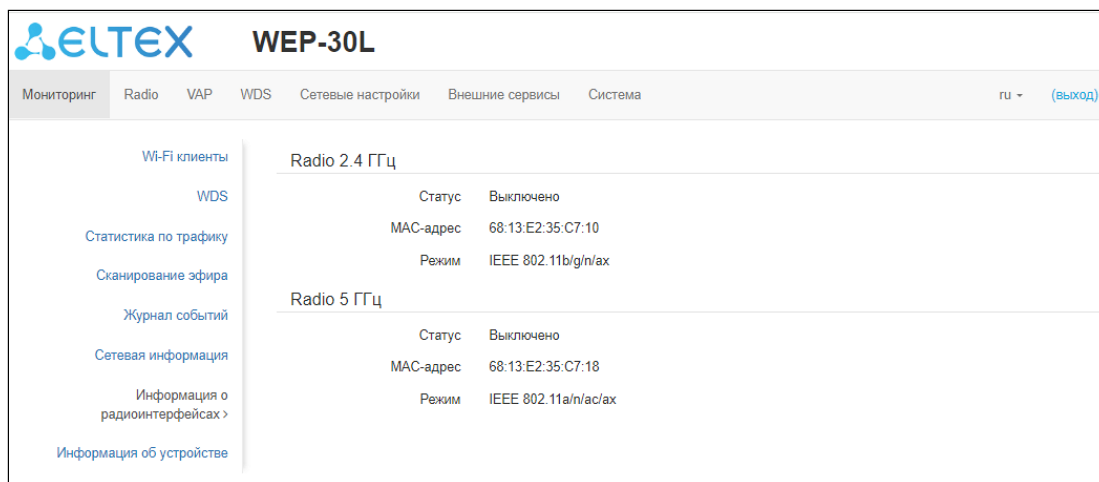 ELTEX WEP-30L
Мониторинг Radio VAP WDS Сетевые настройки Внешние сервисы Система ru (выход)
Wi-Fi клиенты
WDS
Статистика по трафику
Сканирование эфира
Журнал событий
Сетевая информация
Информация о
радиоинтерфейсах >
Информация об устройстве
Radio 2.4 ГГц
Статус Выключено
MAC-адрес 68:13:E2:35:C7:10
Режим IEEE 802.11b/g/n/ax
Radio 5 ГГц
Статус Выключено
MAC-адрес 68:13:E2:35:C7:18
Режим IEEE 802.11a/n/ac/ax